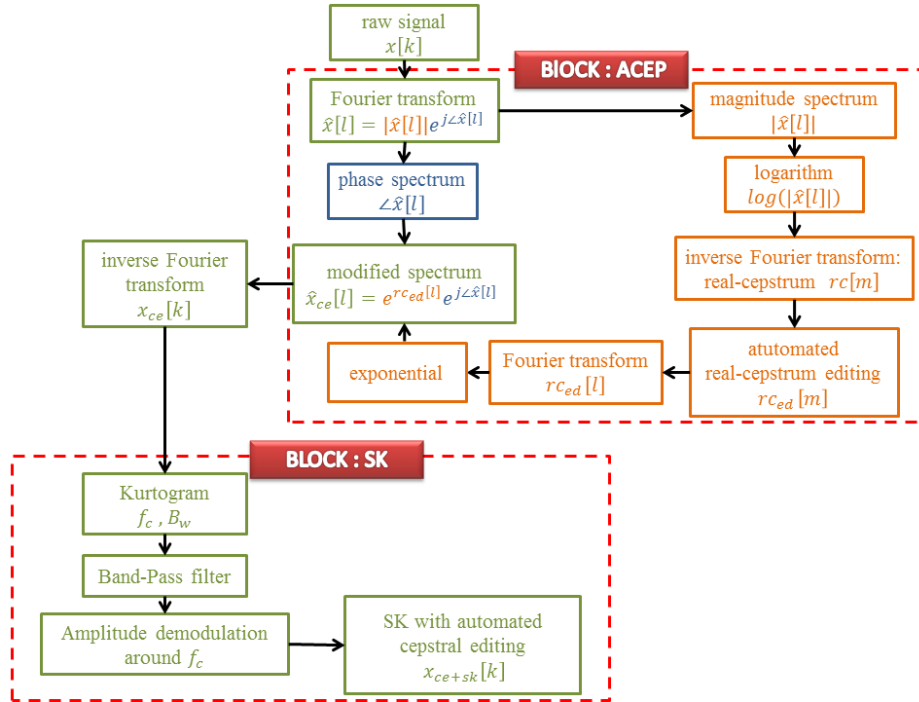 raw signal
x[k]
BlOCK : ACEP
Fourier transform
x̂[l] = |x̂[l]|e^{j∠x̂[l]}
magnitude spectrum
|x̂[l]|
phase spectrum
∠x̂[l]
logarithm
log(|x̂[l]|)
inverse Fourier
transform
x_{ce}[k]
modified spectrum
x̂_{ce}[l] = e^{rc_{ed}[l]}e^{j∠x̂[l]}
inverse Fourier transform:
real-cepstrum rc[m]
exponential
Fourier transform
rc_{ed}[l]
atutomated
real-cepstrum editing
rc_{ed}[m]
BLOCK : SK
Kurtogram
f_c , B_w
Band-Pass filter
Amplitude demodulation
around f_c
SK with automated
cepstral editing
x_{ce+sk}[k]